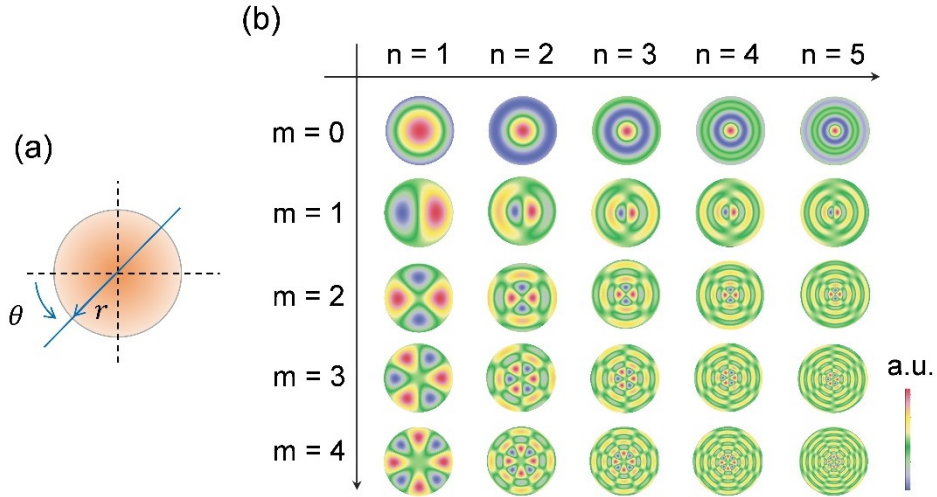 (a)
θ
r
(b)
n = 1 n = 2 n = 3 n = 4 n = 5
m = 0
m = 1
m = 2
m = 3
m = 4
a.u.